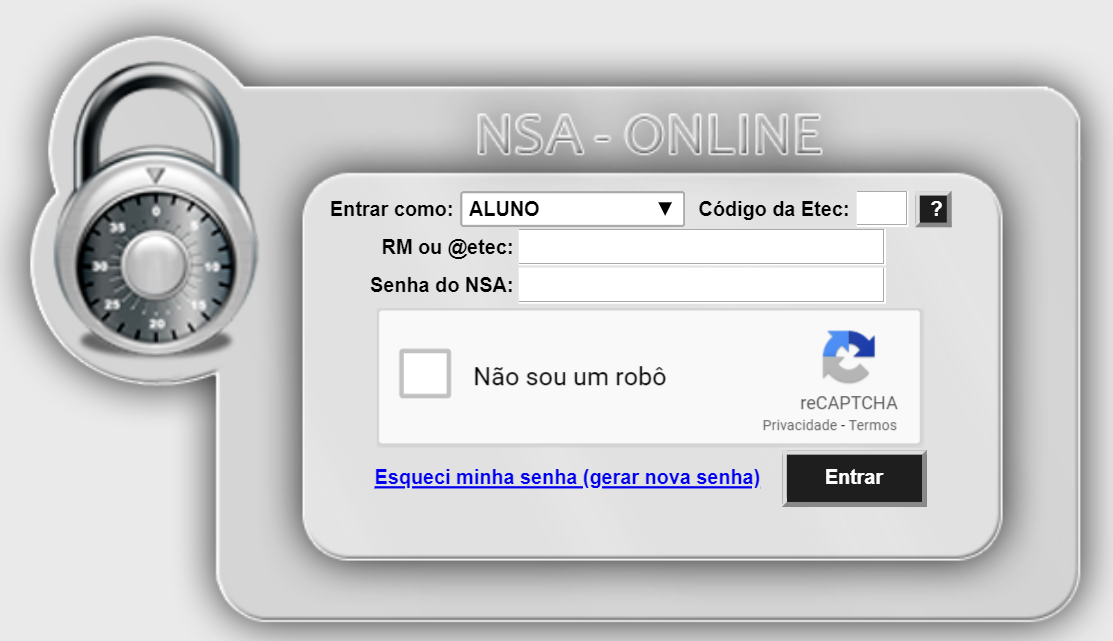 NSA - ONLINE
Entrar como: ALUNO ▼ Código da Etec: ?
RM ou @etec:
Senha do NSA:
0
35 5
30 10
25 15
20
Não sou um robô
reCAPTCHA
Privacidade - Termos
Esqueci minha senha (gerar nova senha) Entrar